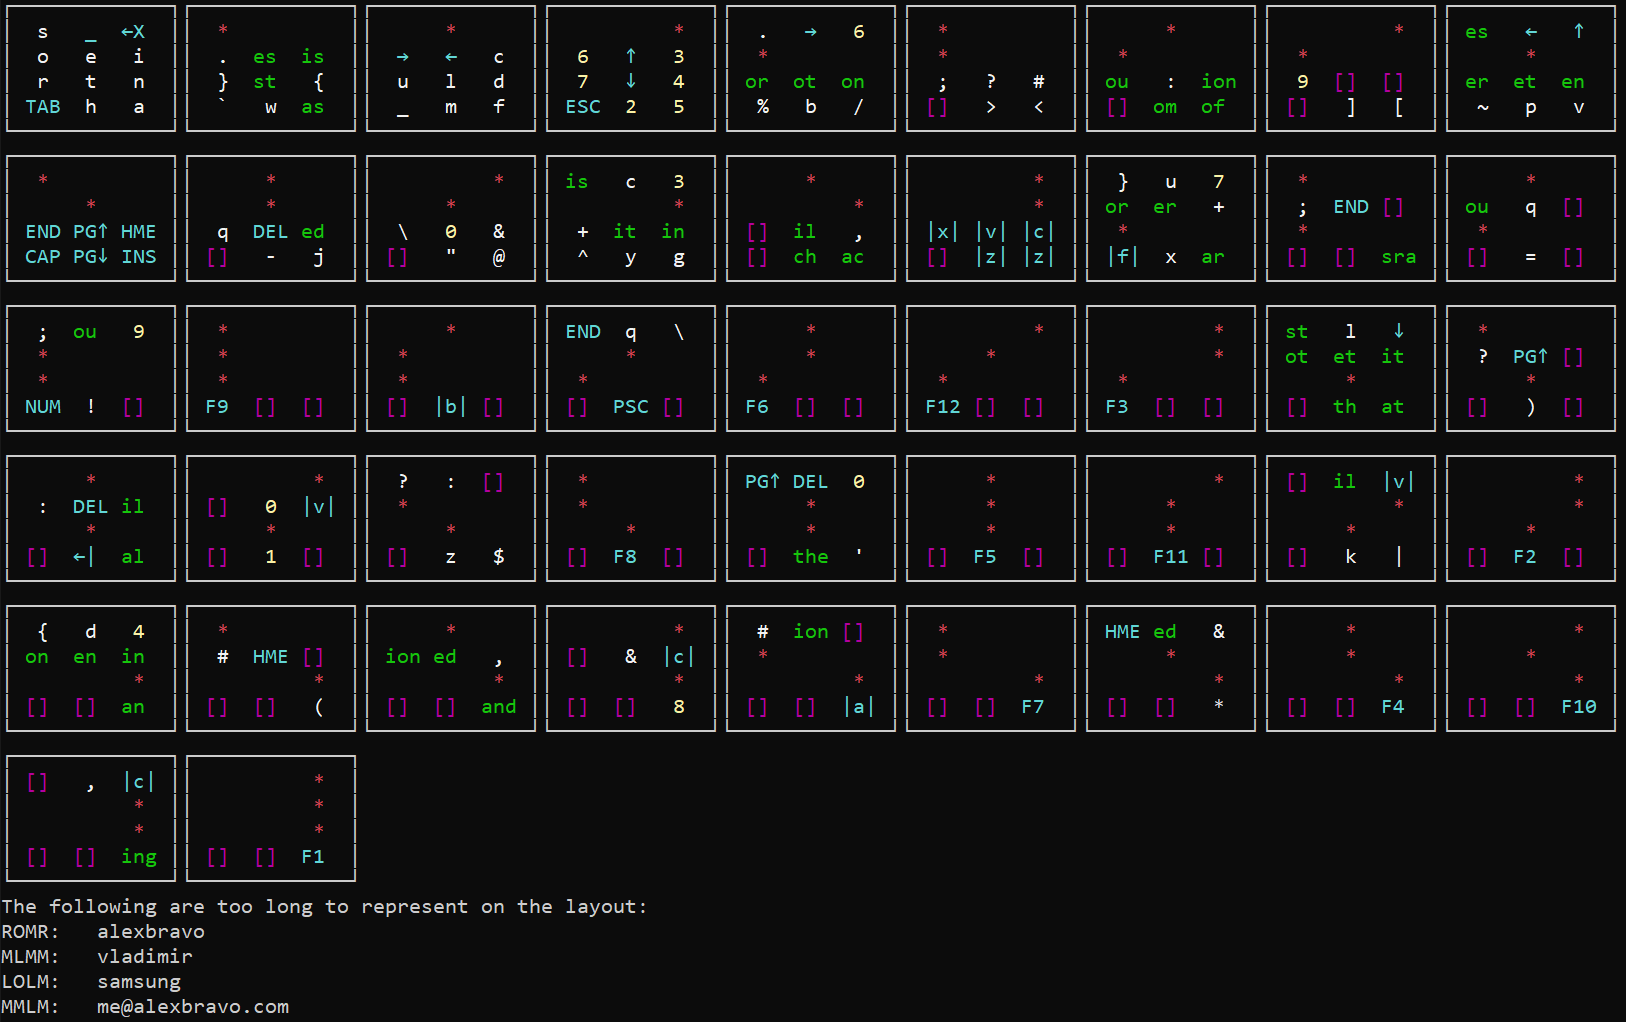 s _ ←X * * * . → 6 * * * es ← ↑
o e i . es is → ← c 6 ↑ 3 * * * * *
r t n } st { u l d 7 ↓ 4 or ot on ; ? # ou : ion 9 [] [] er et en
TAB h a ` w as _ m f ESC 2 5 % b / [] > < [] om of [] ] [ ~ p v
* * * is c 3 * * } u 7 * *
* * * * * * or er + ; END [] ou q []
END PG↑ HME q DEL ed \ 0 & + it in [] il , |x| |v| |c| * * *
CAP PG↓ INS [] - j [] " @ ^ y g [] ch ac [] |z| |z| |f| x ar [] [] sra [] = []
; ou 9 * * END q \ * * * st l ↓ *
* * * * * * * ot et it ? PG↑ []
* * * * * * * * *
NUM ! [] F9 [] [] [] |b| [] [] PSC [] F6 [] [] F12 [] [] F3 [] [] [] th at [] ) []
* * ? : [] * PG↑ DEL 0 * * [] il |v| *
: DEL il [] 0 |v| * * * * * * *
* * * * * * * * *
[] ←| al [] 1 [] [] z $ [] F8 [] [] the ' [] F5 [] [] F11 [] [] k | [] F2 []
{ d 4 * * * # ion [] * HME ed & * *
on en in # HME [] ion ed , [] & |c| * * * * *
* * * * * * * * *
[] [] an [] [] ( [] [] and [] [] 8 [] [] |a| [] [] F7 [] [] * [] [] F4 [] [] F10
[] , |c| *
* *
* *
[] [] ing [] [] F1
The following are too long to represent on the layout:
ROMR: alexbravo
MLMM: vladimir
LOLM: samsung
MMLM: me@alexbravo.com